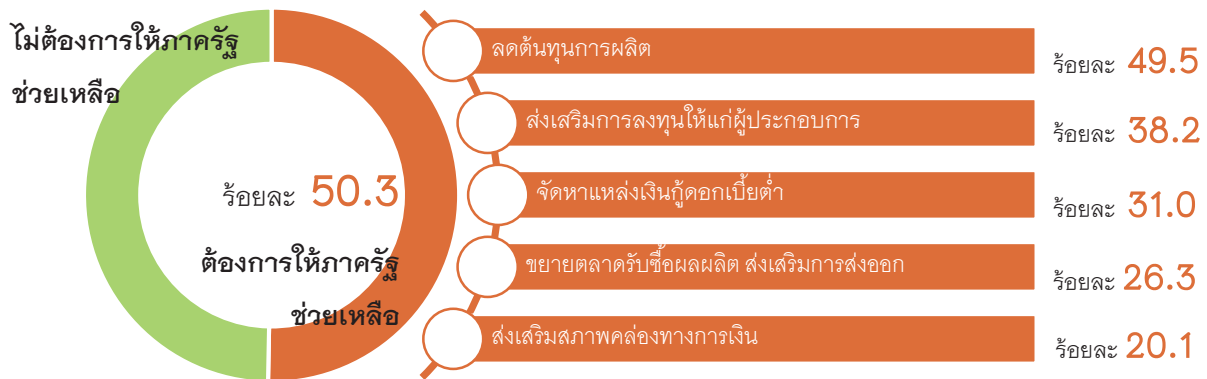 ไม่ต้องการให้ภาครัฐ
ช่วยเหลือ
ร้อยละ 50.3
ต้องการให้ภาครัฐ
ช่วยเหลือ
ลดต้นทุนการผลิต
ร้อยละ 49.5
ส่งเสริมการลงทุนให้แก่ผู้ประกอบการ
ร้อยละ 38.2
จัดหาแหล่งเงินกู้ดอกเบี้ยต่ำ
ร้อยละ 31.0
ขยายตลาดรับซื้อผลผลิต ส่งเสริมการส่งออก
ร้อยละ 26.3
ส่งเสริมสภาพคล่องทางการเงิน
ร้อยละ 20.1